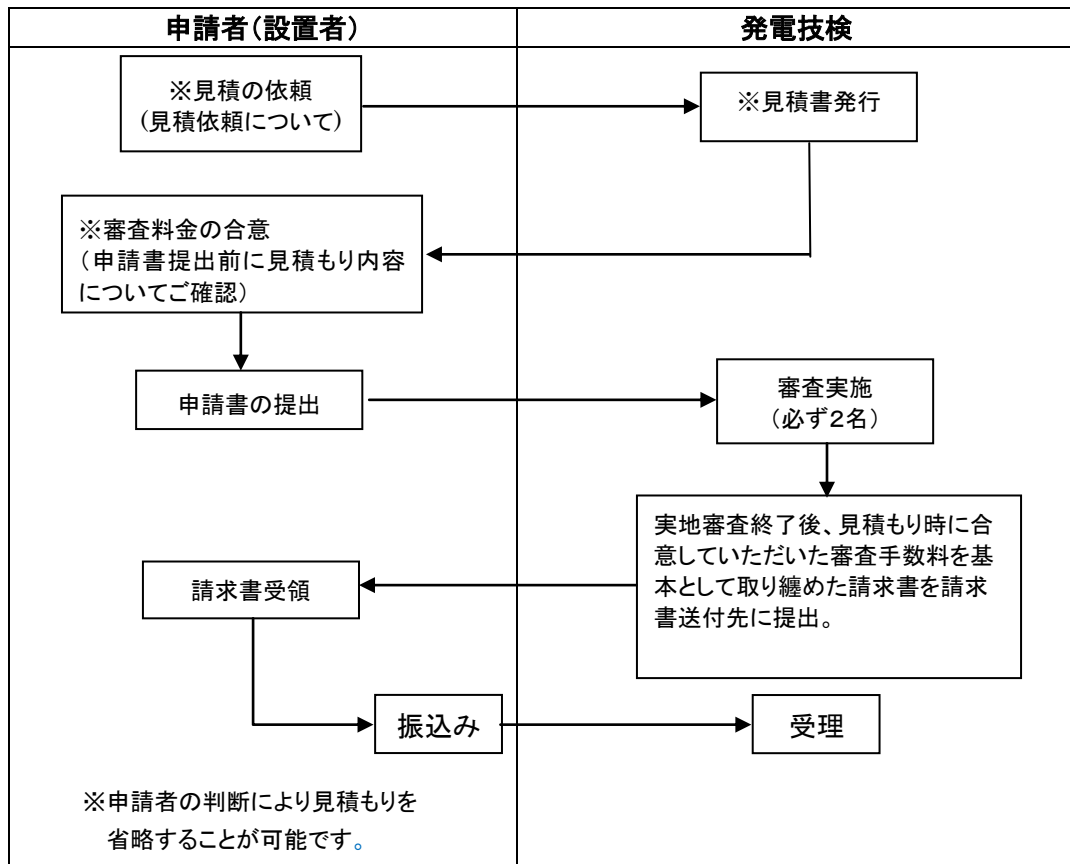 申請者（設置者）
発電技検
※見積の依頼
(見積依頼について)
※見積書発行
※審査料金の合意
（申請書提出前に見積もり内容
についてご確認）
申請書の提出
審査実施
（必ず２名）
実地審査終了後、見積もり時に合
意していただいた審査手数料を基
本として取り纏めた請求書を請求
書送付先に提出。
請求書受領
振込み
受理
※申請者の判断により見積もりを
省略することが可能です。